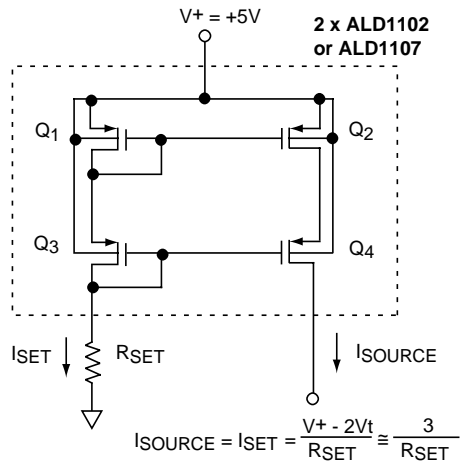 V+ = +5V
2 x ALD1102
or ALD1107
Q1
Q2
Q3
Q4
ISET
RSET
ISOURCE
ISOURCE = ISET = V+ - 2Vt / RSET ≅ 3 / RSET